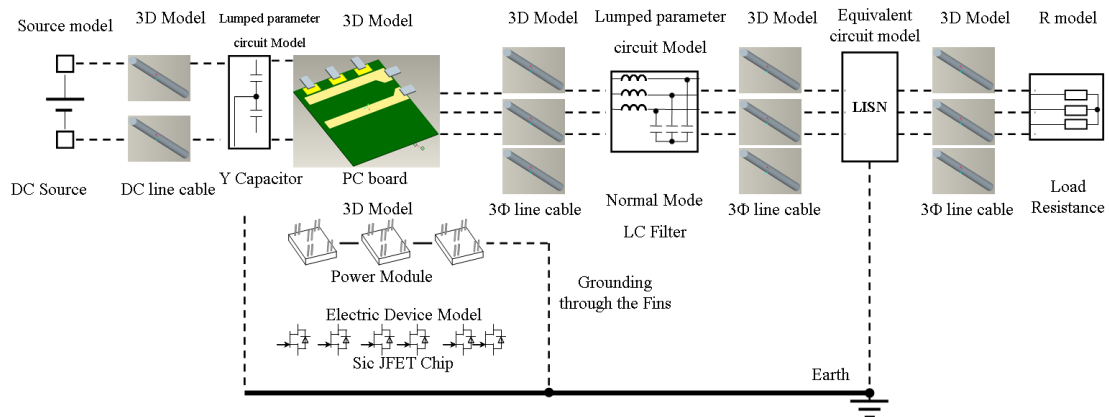 Source model
3D Model
Lumped parameter
circuit Model
3D Model
3D Model
Lumped parameter
circuit Model
3D Model
Equivalent
circuit model
3D Model
R model
LISN
DC Source
DC line cable
Y Capacitor
PC board
3Φ line cable
Normal Mode
LC Filter
3Φ line cable
3Φ line cable
Load
Resistance
3D Model
Power Module
Grounding
through the Fins
Electric Device Model
Sic JFET Chip
Earth